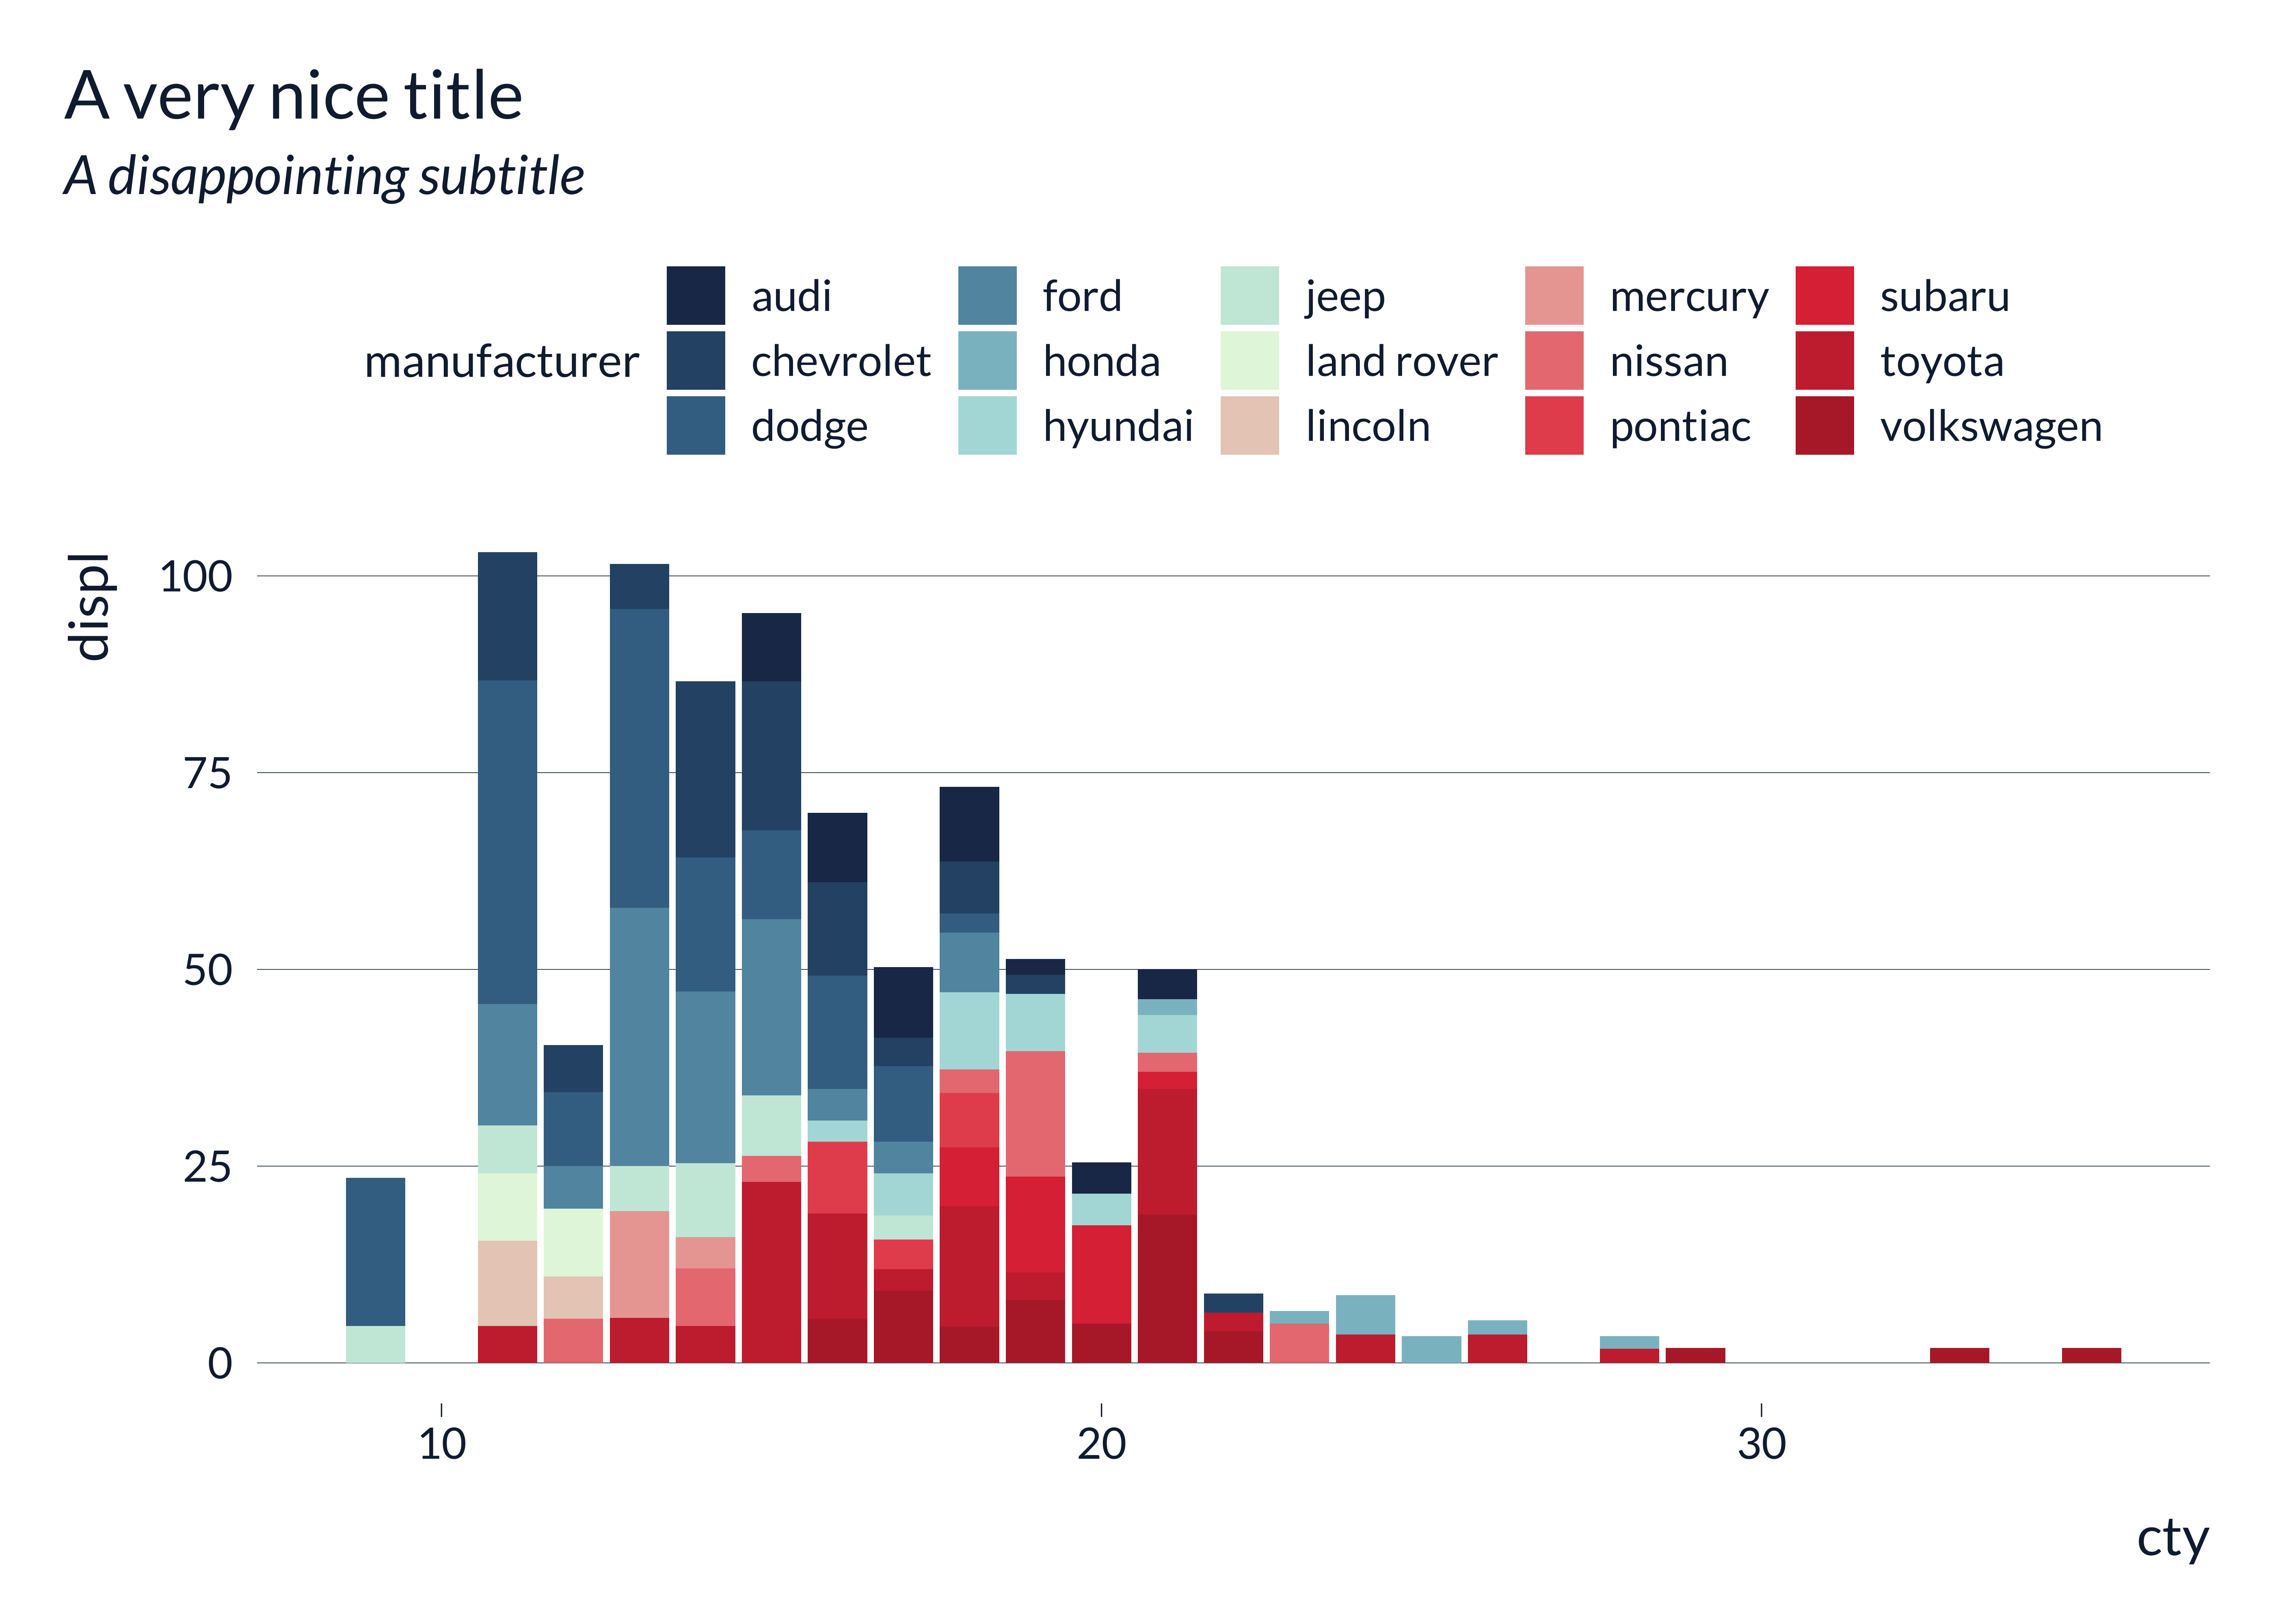 A very nice title
A disappointing subtitle
audi ford jeep mercury subaru
manufacturer chevrolet honda land rover nissan toyota
dodge hyundai lincoln pontiac volkswagen
displ
100
75
50
25
0
10 20 30
cty